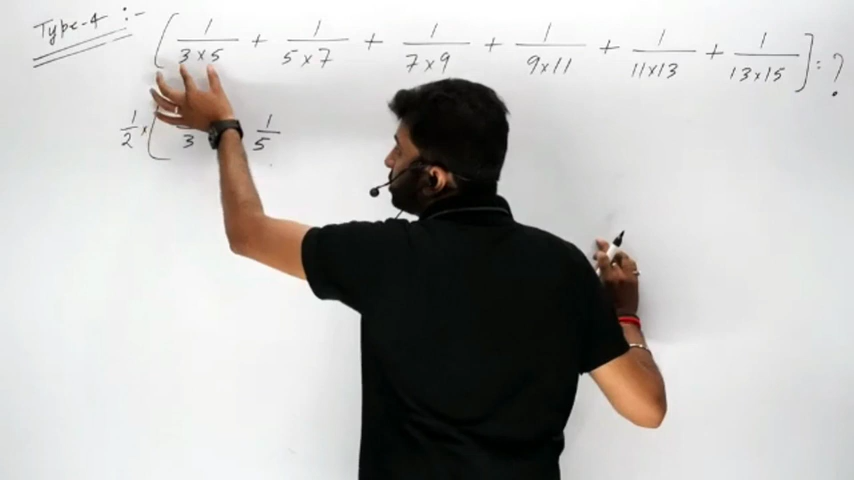 Type-4 :-
[ 1/(3×5) + 1/(5×7) + 1/(7×9) + 1/(9×11) + 1/(11×13) + 1/(13×15) ] = ?
1/2 × [ 3 1/5